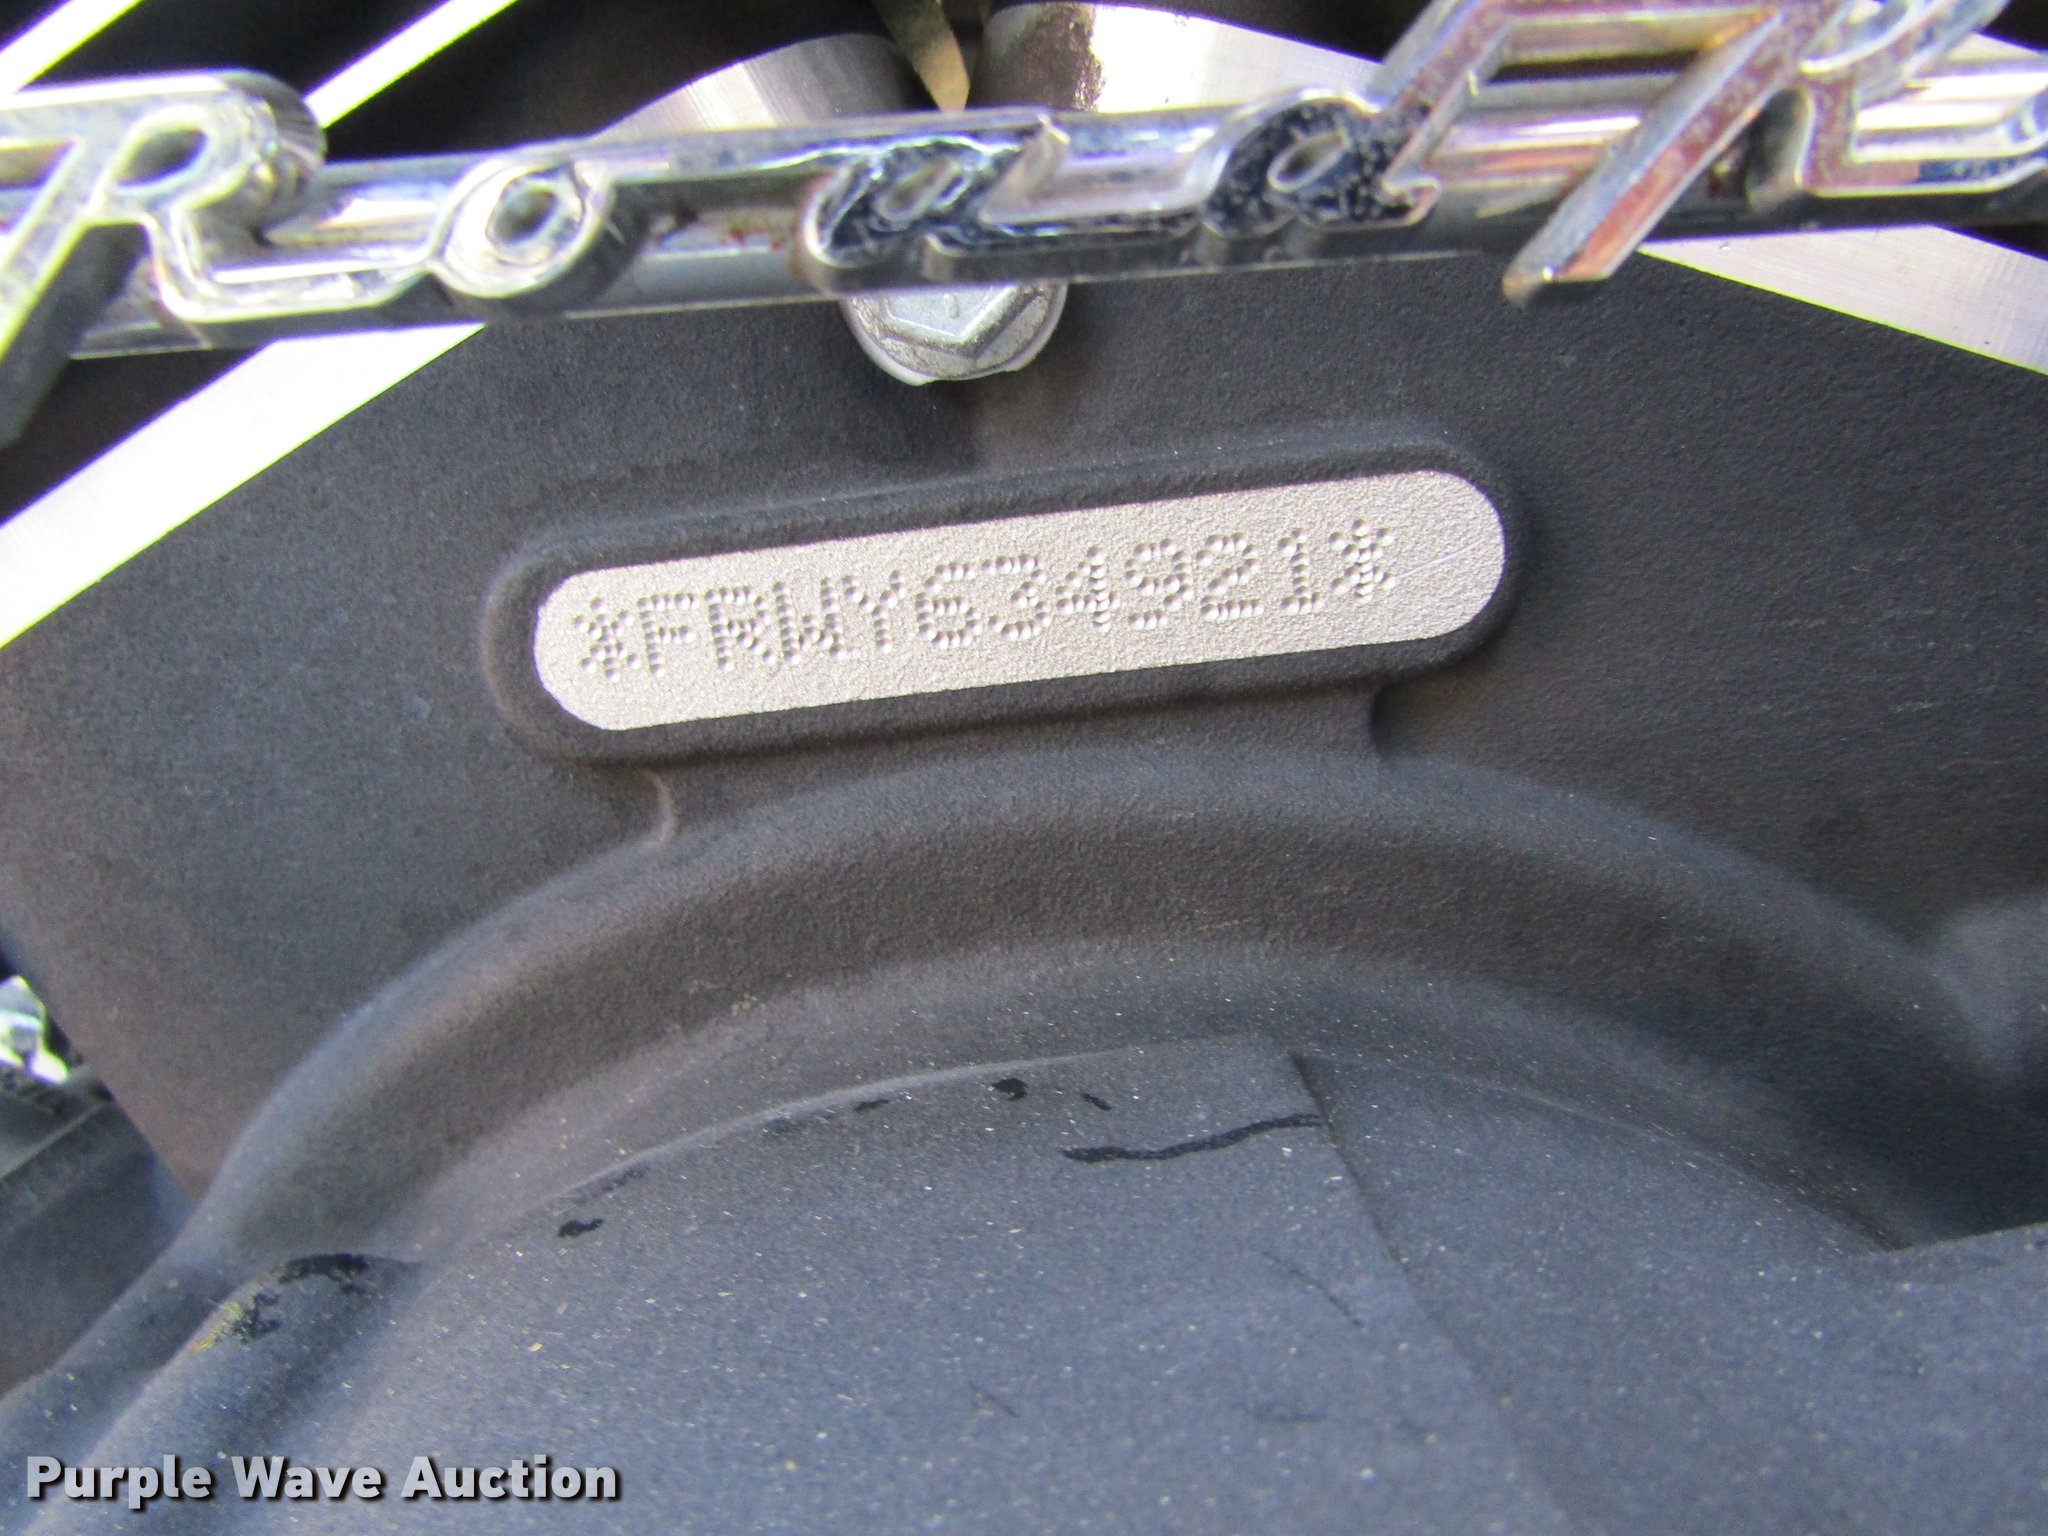 Road
*FRWY634921*
Purple Wave Auction